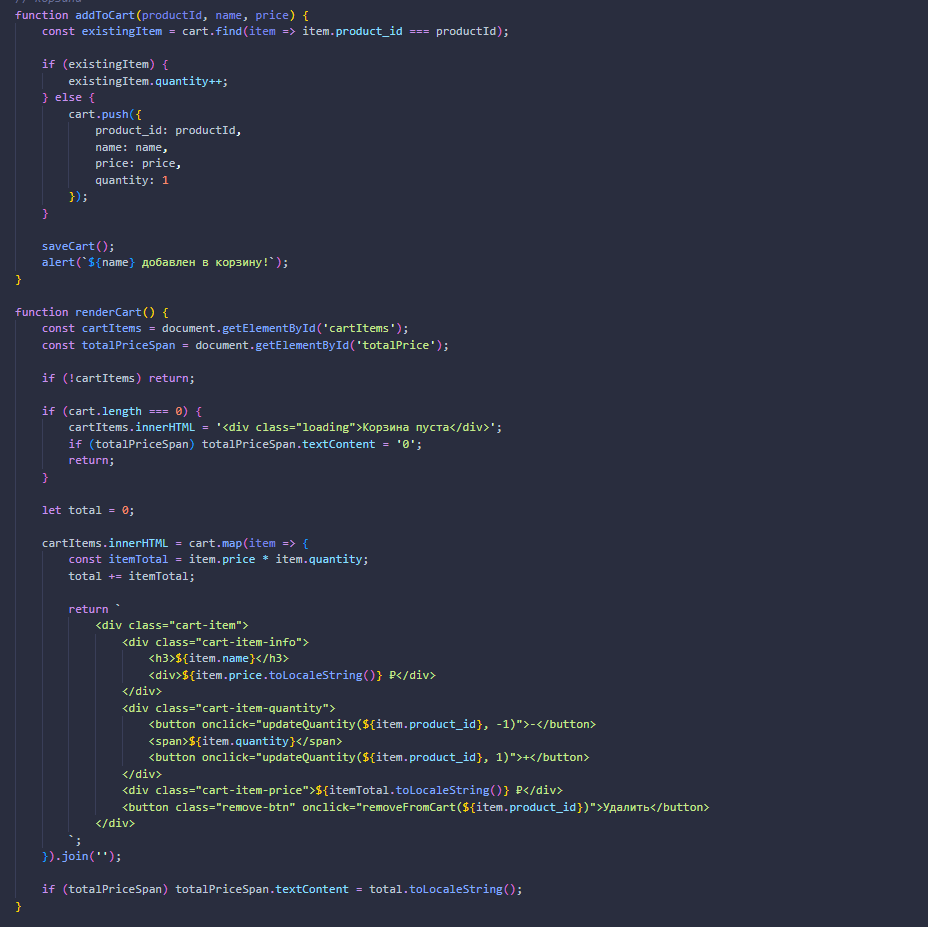 // Корзина
function addToCart(productId, name, price) {
const existingItem = cart.find(item => item.product_id === productId);
if (existingItem) {
existingItem.quantity++;
} else {
cart.push({
product_id: productId,
name: name,
price: price,
quantity: 1
});
}
saveCart();
alert(`${name} добавлен в корзину!`);
}
function renderCart() {
const cartItems = document.getElementById('cartItems');
const totalPriceSpan = document.getElementById('totalPrice');
if (!cartItems) return;
if (cart.length === 0) {
cartItems.innerHTML = '<div class="loading">Корзина пуста</div>';
if (totalPriceSpan) totalPriceSpan.textContent = '0';
return;
}
let total = 0;
cartItems.innerHTML = cart.map(item => {
const itemTotal = item.price * item.quantity;
total += itemTotal;
return `
<div class="cart-item">
<div class="cart-item-info">
<h3>${item.name}</h3>
<div>${item.price.toLocaleString()} ₽</div>
</div>
<div class="cart-item-quantity">
<button onclick="updateQuantity(${item.product_id}, -1)">-</button>
<span>${item.quantity}</span>
<button onclick="updateQuantity(${item.product_id}, 1)">+</button>
</div>
<div class="cart-item-price">${itemTotal.toLocaleString()} ₽</div>
<button class="remove-btn" onclick="removeFromCart(${item.product_id})">Удалить</button>
</div>
`;
}).join('');
if (totalPriceSpan) totalPriceSpan.textContent = total.toLocaleString();
}